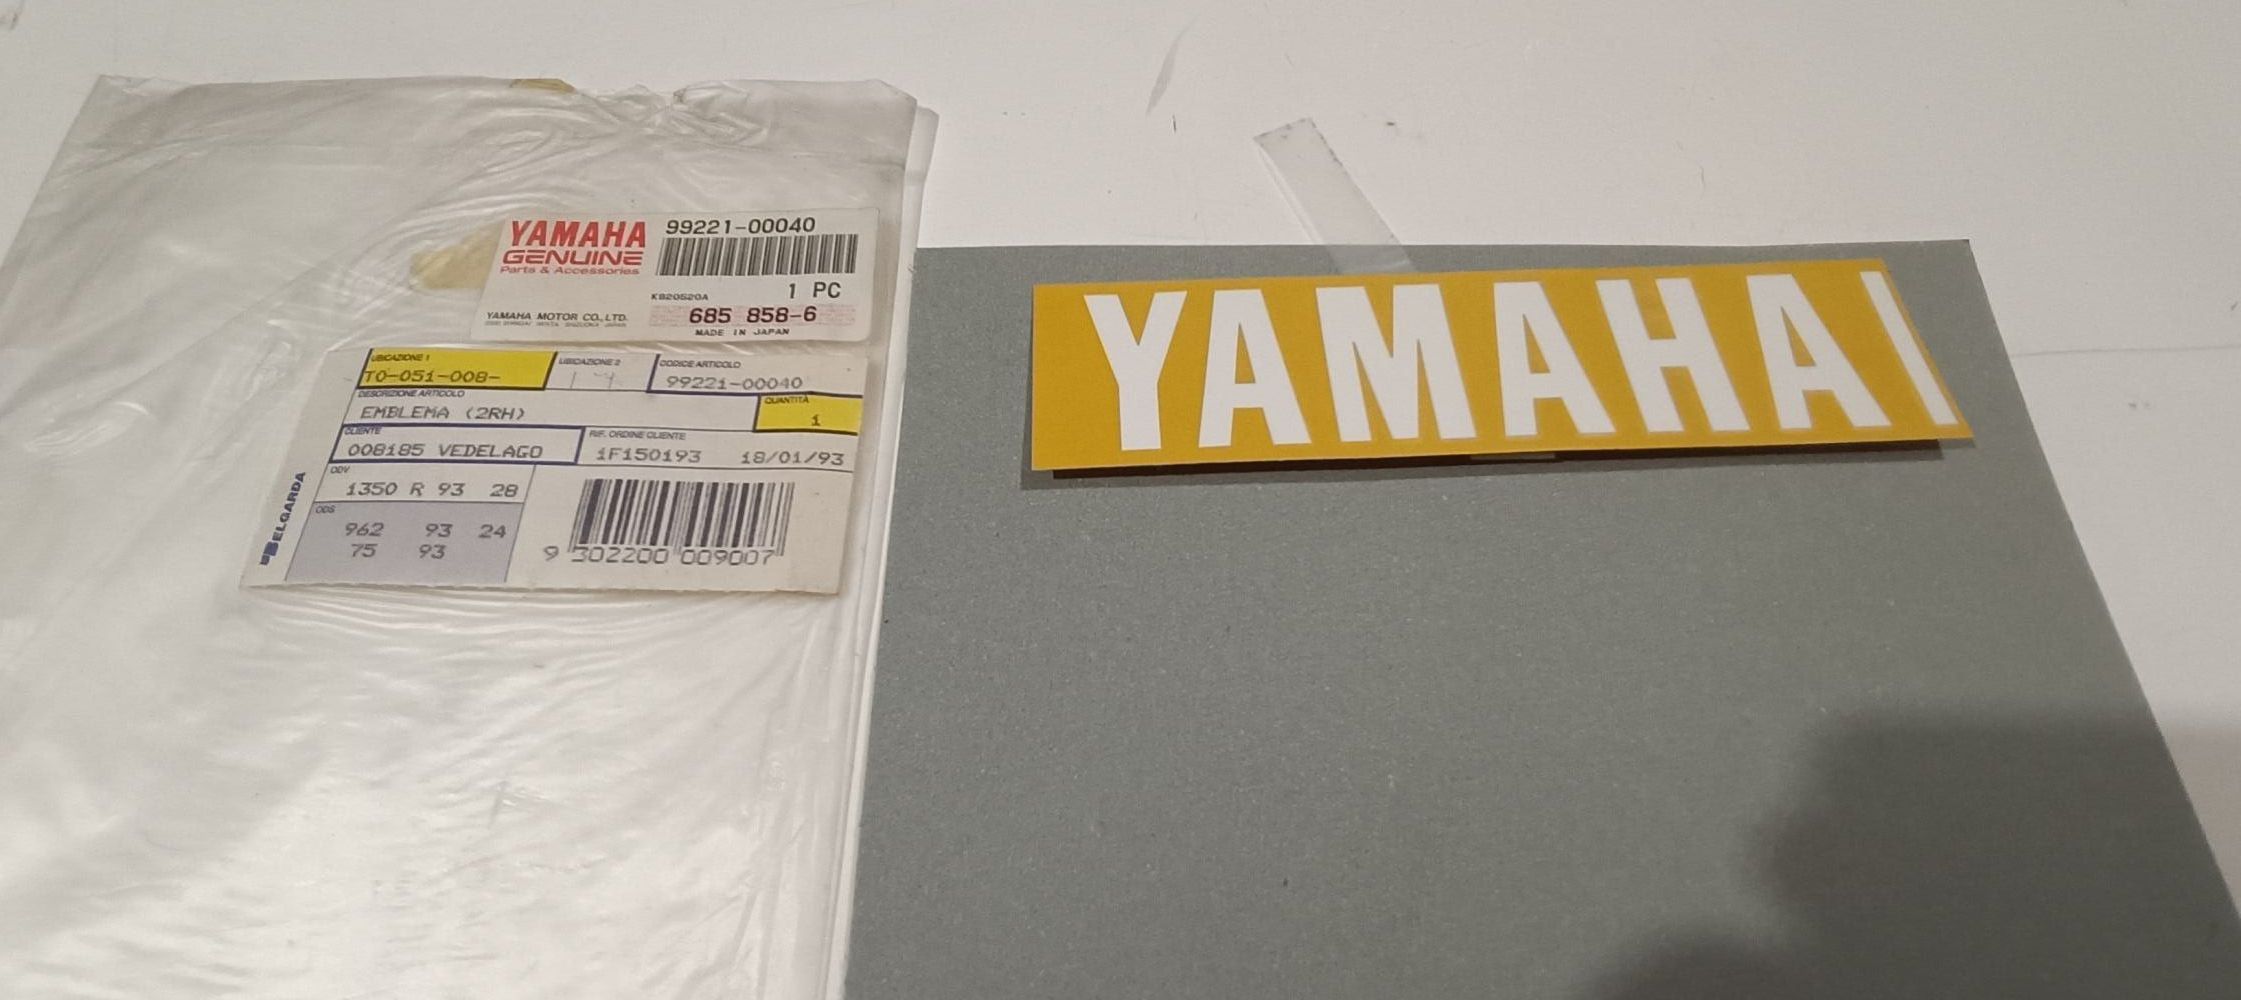 YAMAHA
GENUINE
Parts & Accessories
99221-00040
K920520A
1 PC
YAMAHA MOTOR CO., LTD.
685 858-6
MADE IN JAPAN
UBICAZIONE 1
T0-051-008-
UBICAZIONE 2
CODICE ARTICOLO
99221-00040
DESCRIZIONE ARTICOLO
EMBLEMA (2RH)
QUANTITÀ
1
CLIENTE
008185 VEDELAGO
RIF. ORDINE CLIENTE
1F150193 18/01/93
ODV
1350 R 93 28
ODS
962 93 24
75 93
BELGARDA
9 302200 009007
YAMAHA